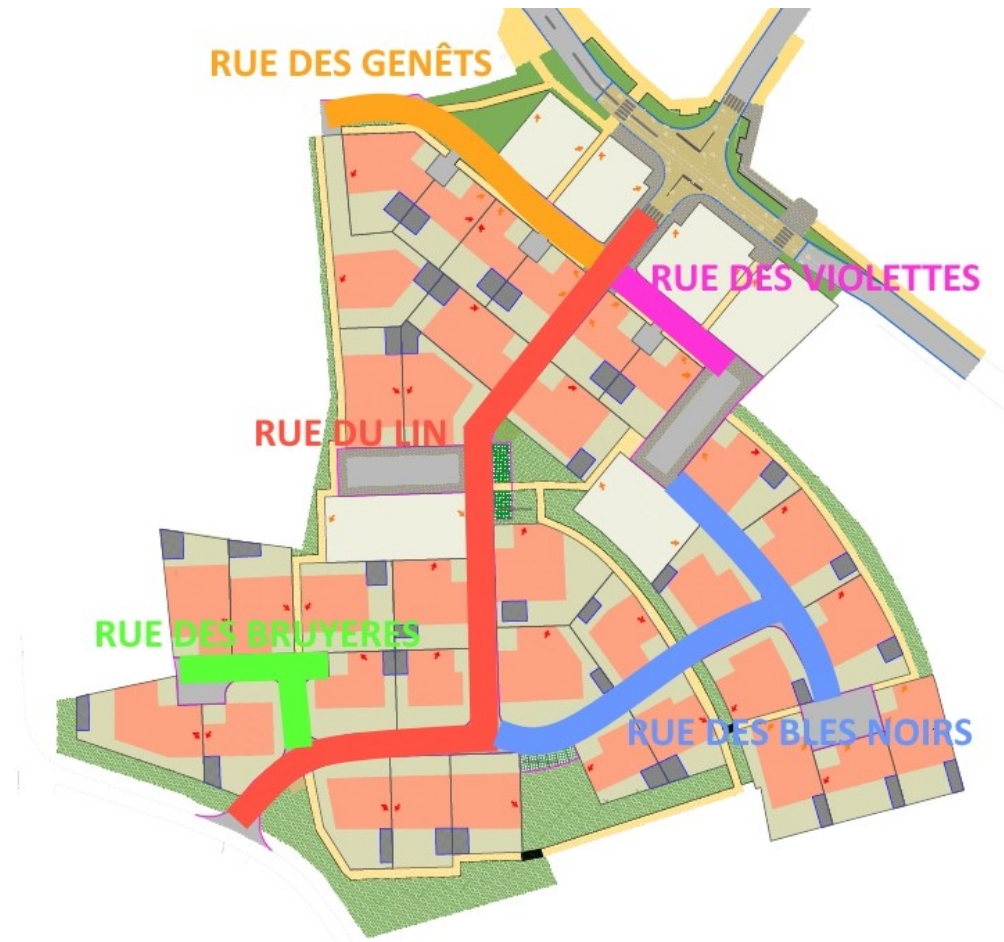 RUE DES GENÊTS
RUE DES VIOLETTES
RUE DU LIN
RUE DES BRUYERES
RUE DES BLES NOIRS